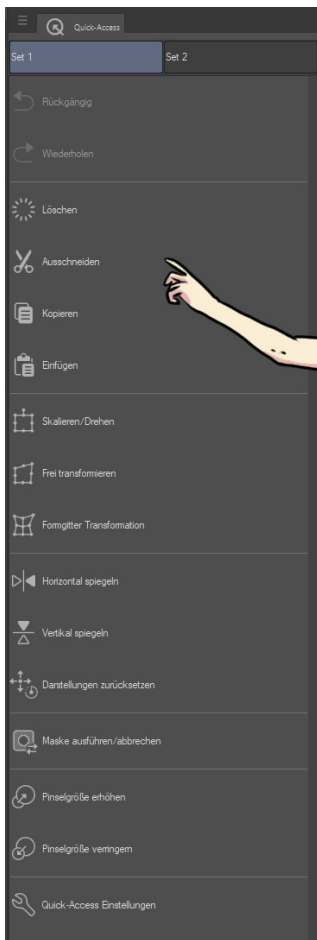 Quick-Access
Set 1
Set 2
Rückgängig
Wiederholen
Löschen
Ausschneiden
Kopieren
Einfügen
Skalieren/Drehen
Frei transformieren
Formgitter Transformation
Horizontal spiegeln
Vertikal spiegeln
Darstellungen zurücksetzen
Maske ausführen/abbrechen
Pinselgröße erhöhen
Pinselgröße verringern
Quick-Access Einstellungen